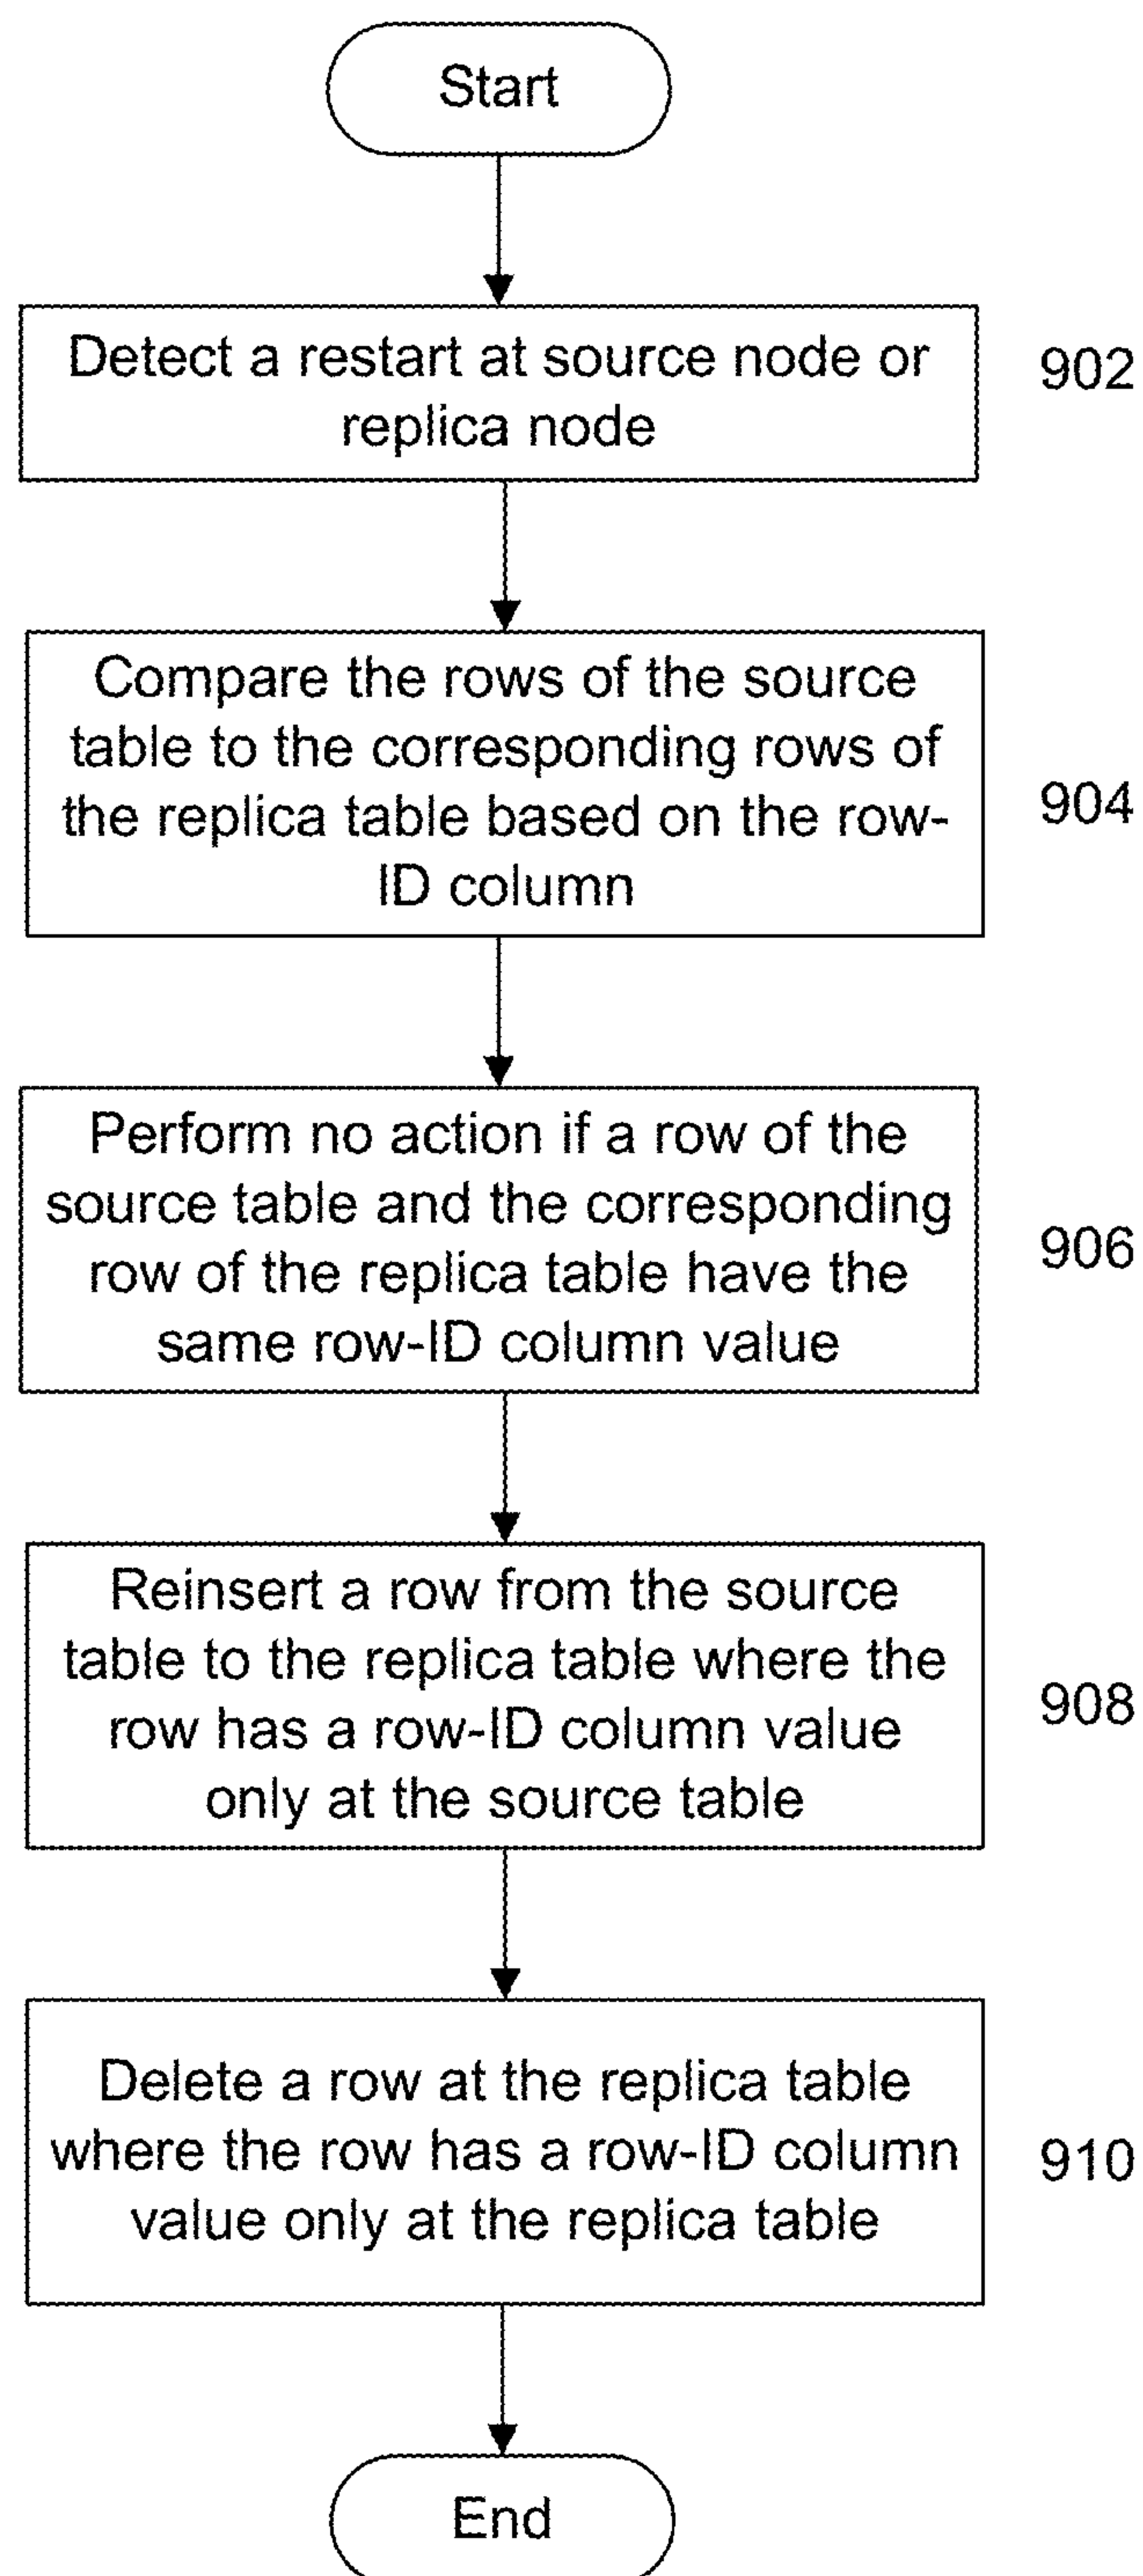 Start
Detect a restart at source node or
replica node
902
Compare the rows of the source
table to the corresponding rows of
the replica table based on the row-
ID column
904
Perform no action if a row of the
source table and the corresponding
row of the replica table have the
same row-ID column value
906
Reinsert a row from the source
table to the replica table where the
row has a row-ID column value
only at the source table
908
Delete a row at the replica table
where the row has a row-ID column
value only at the replica table
910
End